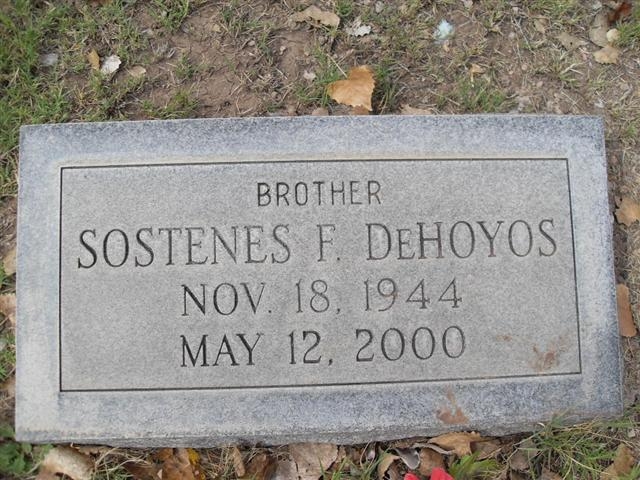 BROTHER
SOSTENES F. DeHOYOS
NOV. 18, 1944
MAY 12, 2000